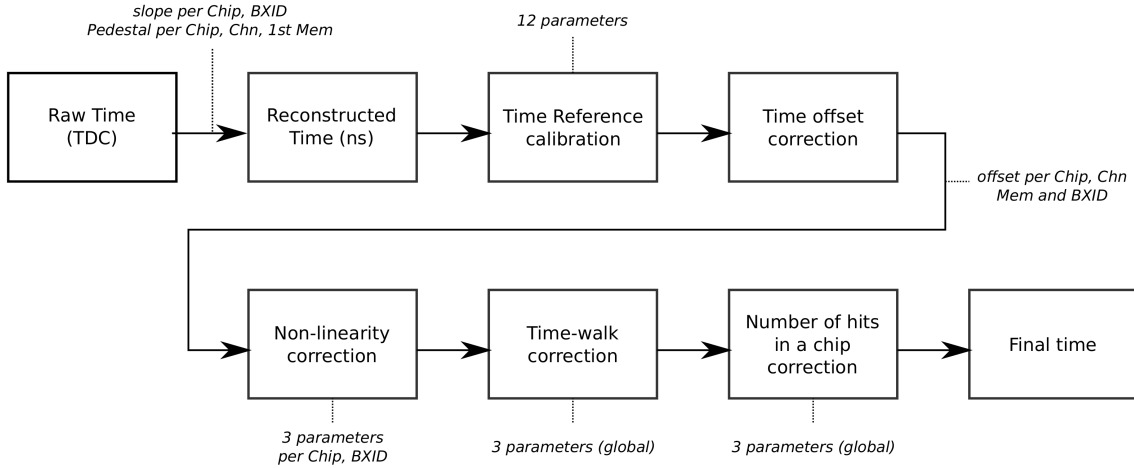 slope per Chip, BXID
Pedestal per Chip, Chn, 1st Mem
12 parameters
Raw Time
(TDC)
Reconstructed
Time (ns)
Time Reference
calibration
Time offset
correction
offset per Chip, Chn
Mem and BXID
Non-linearity
correction
Time-walk
correction
Number of hits
in a chip
correction
Final time
3 parameters
per Chip, BXID
3 parameters (global)
3 parameters (global)